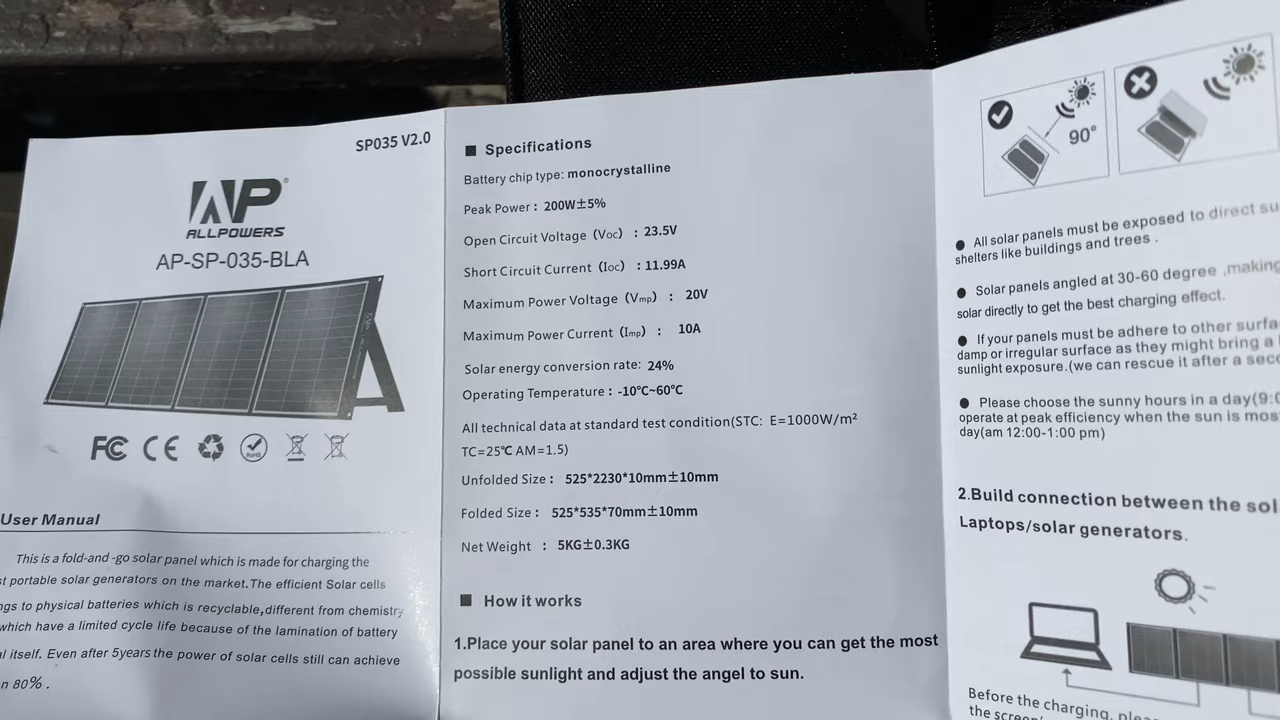 SP035 V2.0
AP®
ALLPOWERS
AP-SP-035-BLA
FC CE RoHS
User Manual
This is a fold-and -go solar panel which is made for charging the
portable solar generators on the market.The efficient Solar cells
to physical batteries which is recyclable,different from chemistry
which have a limited cycle life because of the lamination of battery
itself. Even after 5years the power of solar cells still can achieve
80% .
■ Specifications
Battery chip type: monocrystalline
Peak Power : 200W±5%
Open Circuit Voltage (Voc) : 23.5V
Short Circuit Current (Ioc) : 11.99A
Maximum Power Voltage (Vmp) : 20V
Maximum Power Current (Imp) : 10A
Solar energy conversion rate: 24%
Operating Temperature : -10℃~60℃
All technical data at standard test condition(STC: E=1000W/m²
TC=25℃ AM=1.5)
Unfolded Size : 525*2230*10mm±10mm
Folded Size : 525*535*70mm±10mm
Net Weight : 5KG±0.3KG
■ How it works
1.Place your solar panel to an area where you can get the most
possible sunlight and adjust the angel to sun.
90°
● All solar panels must be exposed to direct
shelters like buildings and trees .
● Solar panels angled at 30-60 degree ,making
solar directly to get the best charging effect.
● If your panels must be adhere to other
damp or irregular surface as they might bring a
sunlight exposure.(we can rescue it after a
● Please choose the sunny hours in a day(9:
operate at peak efficiency when the sun is
day(am 12:00-1:00 pm)
2.Build connection between the
Laptops/solar generators.
Before the charging,
the